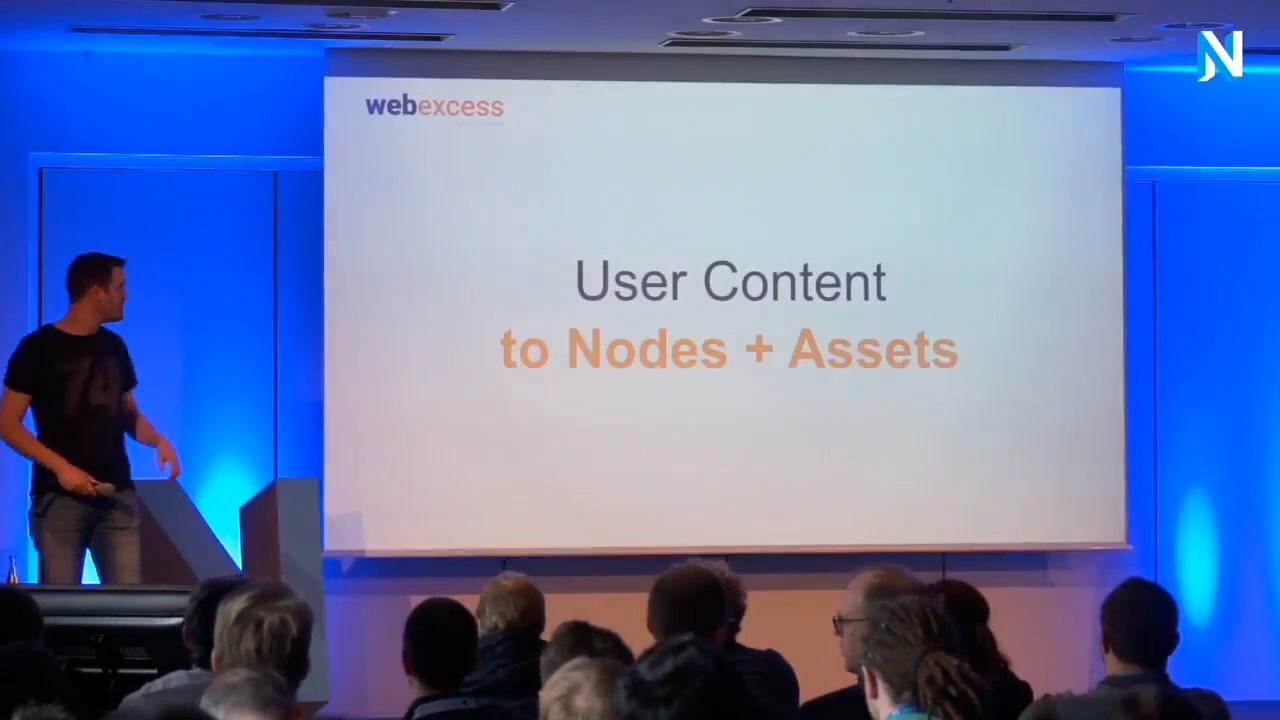 webexcess
User Content
to Nodes + Assets
N